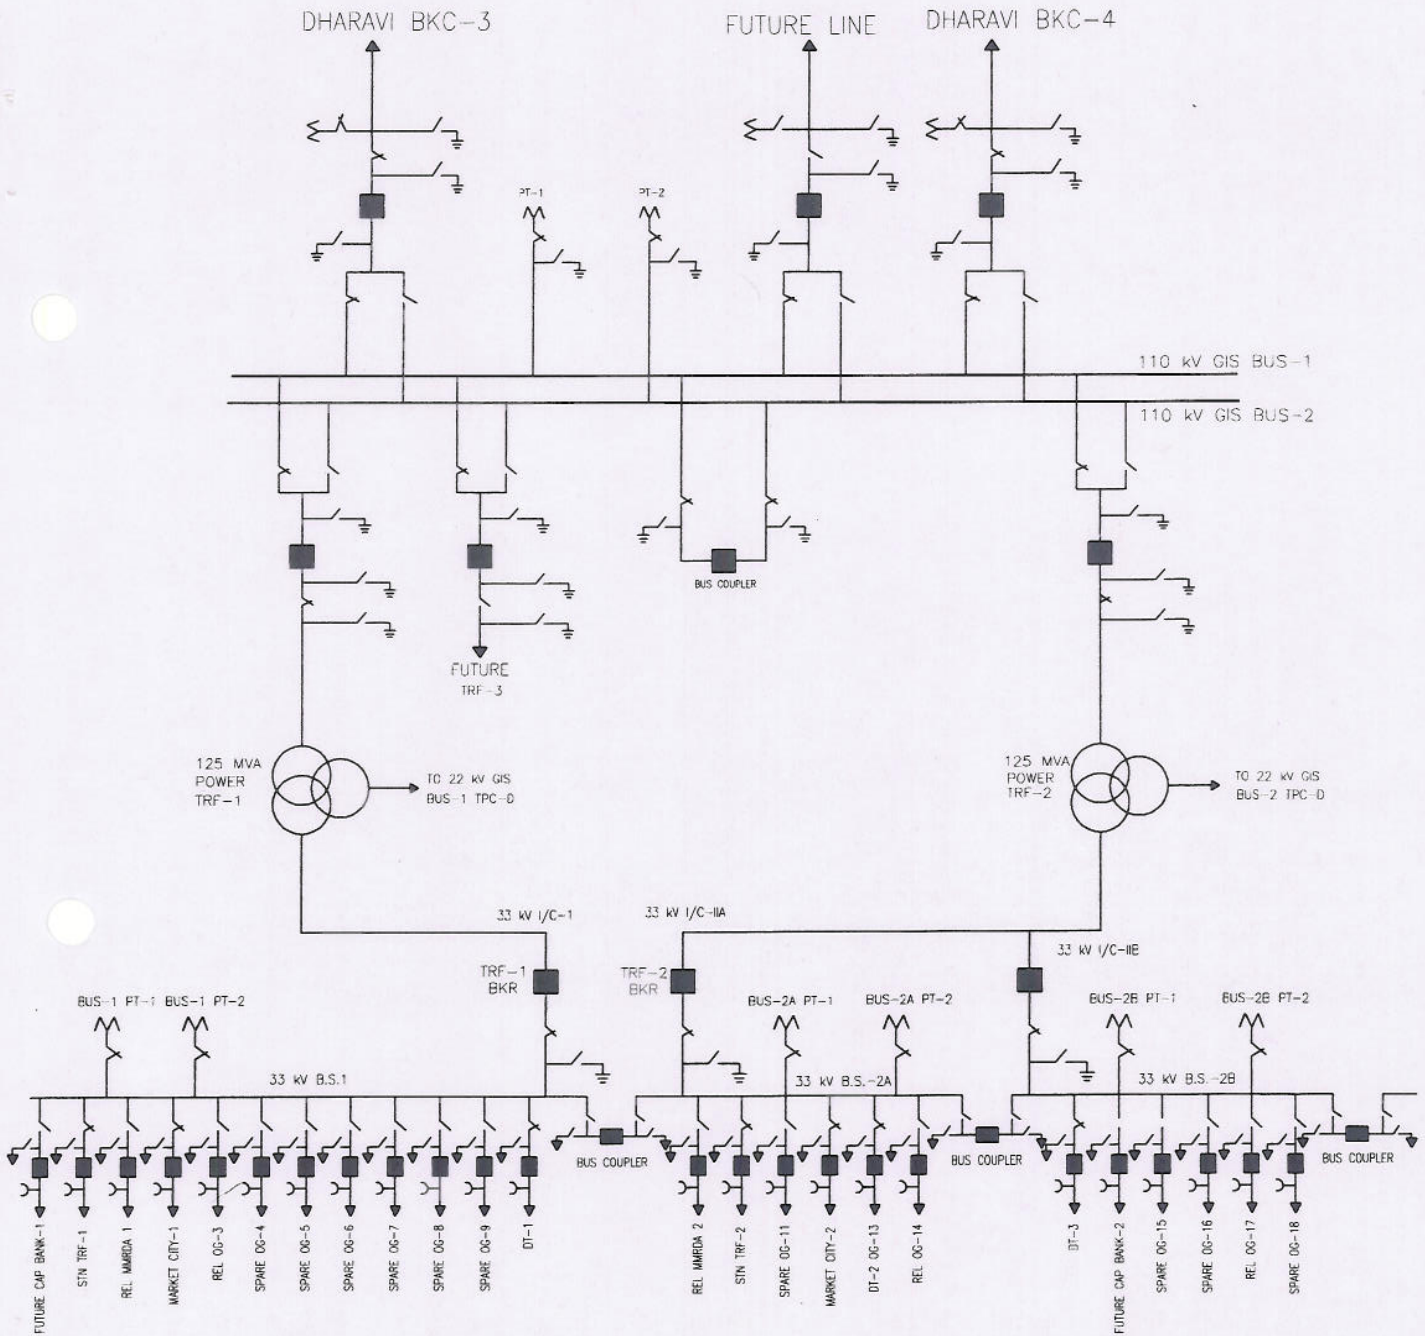 DHARAVI BKC-3
FUTURE LINE
DHARAVI BKC-4
PT-1
PT-2
110 kV GIS BUS-1
110 kV GIS BUS-2
BUS COUPLER
FUTURE
TRF-3
125 MVA
POWER
TRF-1
TO 22 kV GIS
BUS-1 TPC-D
125 MVA
POWER
TRF-2
TO 22 kV GIS
BUS-2 TPC-D
33 kV I/C-1
33 kV I/C-IIA
33 kV I/C-IIB
TRF-1
BKR
TRF-2
BKR
BUS-1 PT-1
BUS-1 PT-2
BUS-2A PT-1
BUS-2A PT-2
BUS-2B PT-1
BUS-2B PT-2
33 kV B.S.1
33 kV B.S.-2A
33 kV B.S.-2B
BUS COUPLER
BUS COUPLER
BUS COUPLER
FUTURE CAP BANK-1
STN TRF-1
REL MMRDA 1
MARKET CITY-1
REL OG-3
SPARE OG-4
SPARE OG-5
SPARE OG-6
SPARE OG-7
SPARE OG-8
SPARE OG-9
DT-1
REL MMRDA 2
STN TRF-2
SPARE OG-11
MARKET CITY-2
DT-2 OG-13
REL OG-14
DT-3
FUTURE CAP BANK-2
SPARE OG-15
SPARE OG-16
REL OG-17
SPARE OG-18